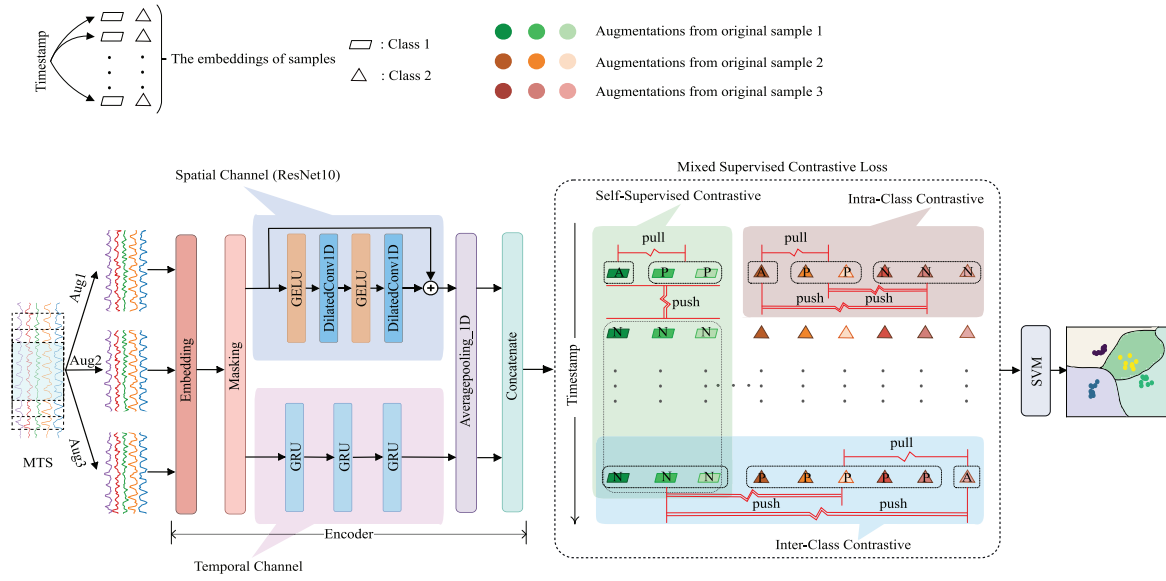 Timestamp
The embeddings of samples
: Class 1
: Class 2
Augmentations from original sample 1
Augmentations from original sample 2
Augmentations from original sample 3
Spatial Channel (ResNet10)
Mixed Supervised Contrastive Loss
Self-Supervised Contrastive
Intra-Class Contrastive
MTS
Aug1
Aug2
Aug3
Embedding
Masking
GELU
DilatedConv1D
GELU
DilatedConv1D
GRU
GRU
GRU
Averagepooling_1D
Concatenate
Encoder
Temporal Channel
Timestamp
pull
A P P
push
N N N
pull
A P P N N N
push push
pull
N N N P P P P P A
push push
Inter-Class Contrastive
SVM